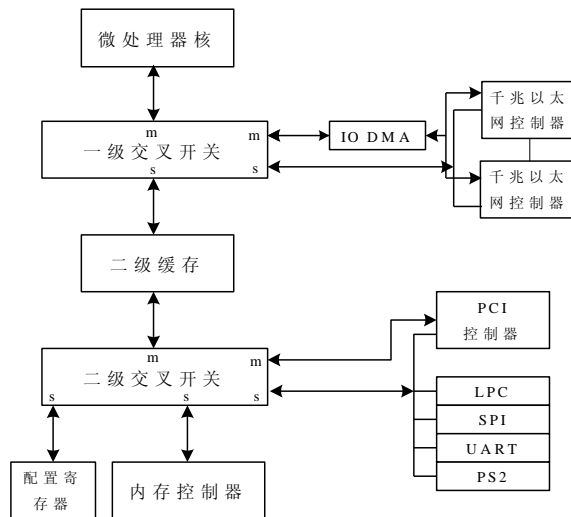 微处理器核
m
m
一级交叉开关
s
s
IO DMA
千兆以太
网控制器
千兆以太
网控制器
二级缓存
m
m
二级交叉开关
s
s
s
PCI
控制器
LPC
SPI
UART
PS2
配置寄
存器
内存控制器